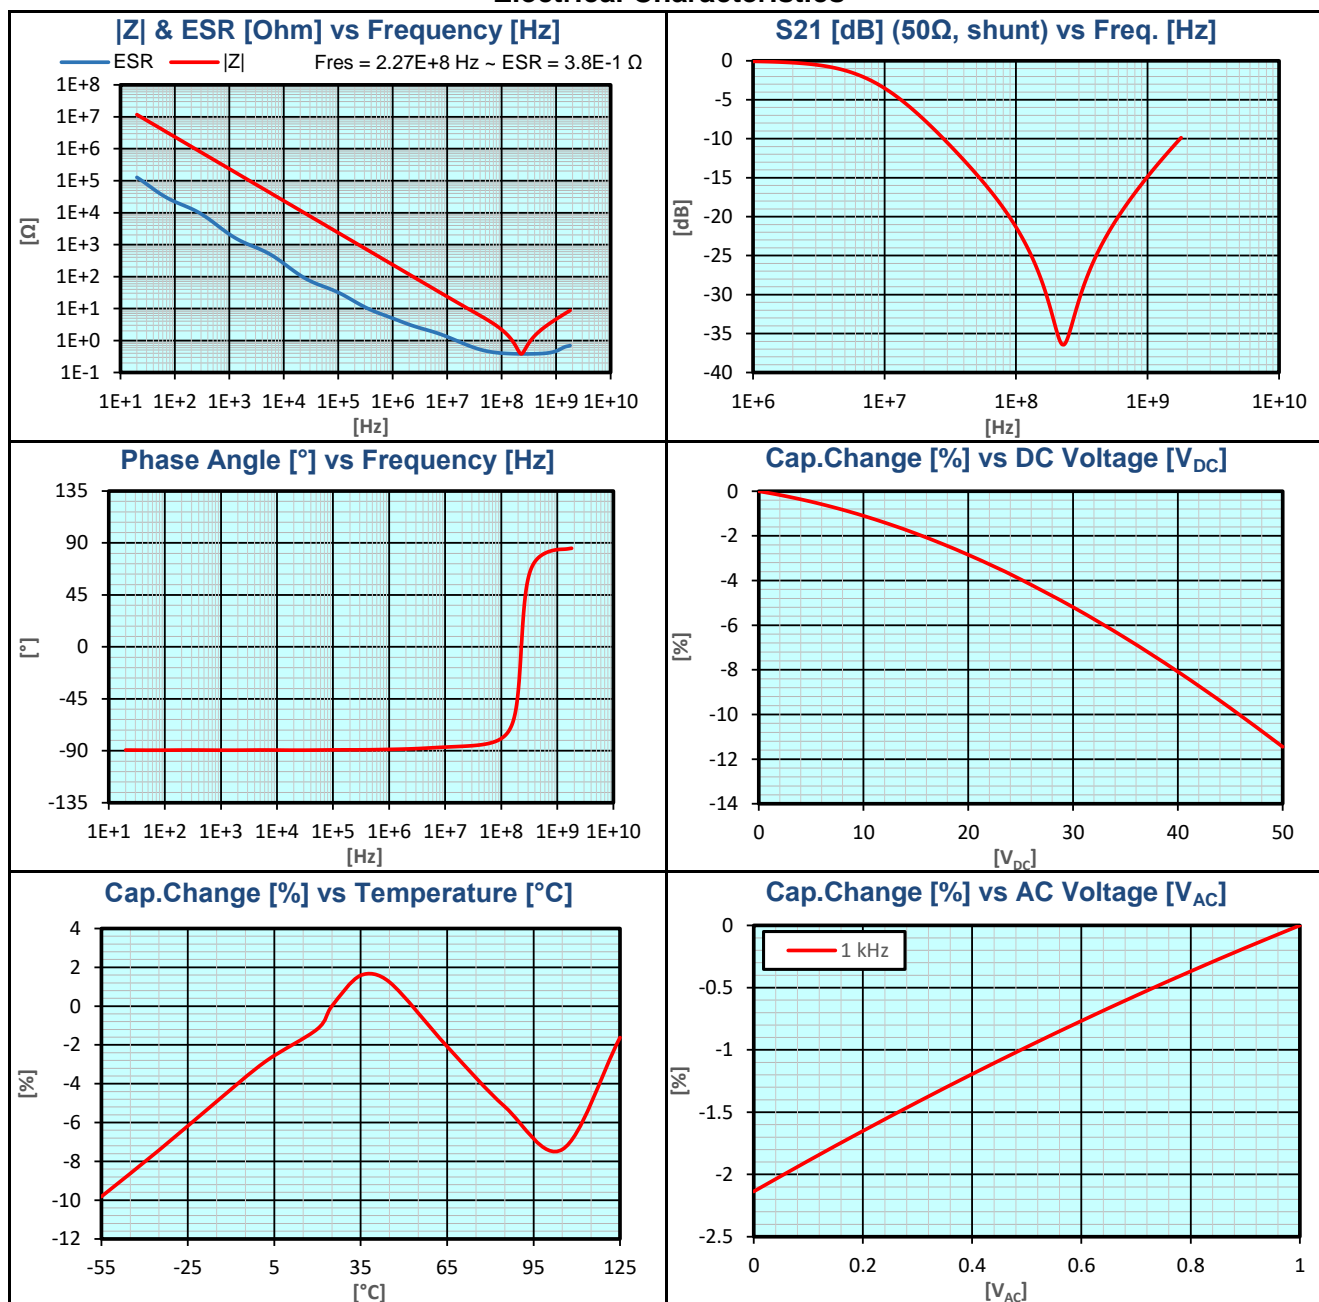 Electrical Characteristics
|Z| & ESR [Ohm] vs Frequency [Hz]
ESR |Z| Fres = 2.27E+8 Hz ~ ESR = 3.8E-1 Ω
1E+8
1E+7
1E+6
1E+5
1E+4
1E+3
1E+2
1E+1
1E+0
1E-1
[Ω]
1E+1 1E+2 1E+3 1E+4 1E+5 1E+6 1E+7 1E+8 1E+9 1E+10
[Hz]
S21 [dB] (50Ω, shunt) vs Freq. [Hz]
0
-5
-10
-15
-20
-25
-30
-35
-40
[dB]
1E+6 1E+7 1E+8 1E+9 1E+10
[Hz]
Phase Angle [°] vs Frequency [Hz]
135
90
45
0
-45
-90
-135
[°]
1E+1 1E+2 1E+3 1E+4 1E+5 1E+6 1E+7 1E+8 1E+9 1E+10
[Hz]
Cap.Change [%] vs DC Voltage [VDC]
0
-2
-4
-6
-8
-10
-12
-14
[%]
0 10 20 30 40 50
[VDC]
Cap.Change [%] vs Temperature [°C]
4
2
0
-2
-4
-6
-8
-10
-12
[%]
-55 -25 5 35 65 95 125
[°C]
Cap.Change [%] vs AC Voltage [VAC]
1 kHz
0
-0.5
-1
-1.5
-2
-2.5
[%]
0 0.2 0.4 0.6 0.8 1
[VAC]